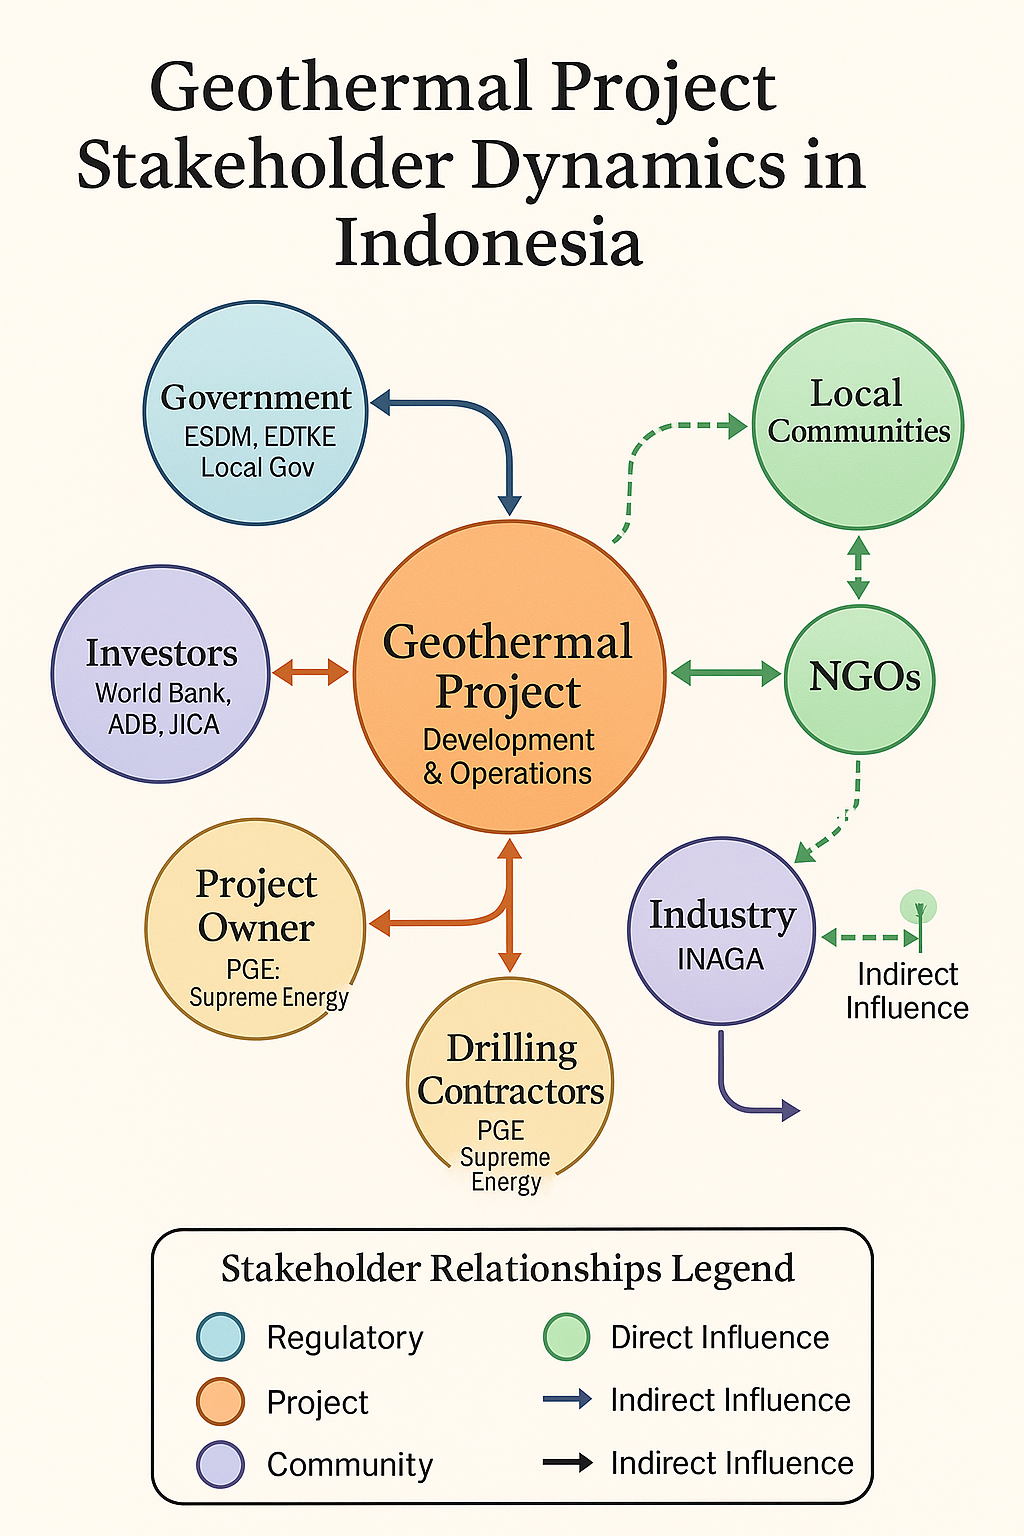 Geothermal Project
Stakeholder Dynamics in
Indonesia
Government
ESDM, EDTKE
Local Gov
Local
Communities
Investors
World Bank,
ADB, JICA
Geothermal
Project
Development
& Operations
NGOs
Project
Owner
PGE:
Supreme Energy
Industry
INAGA
Indirect
Influence
Drilling
Contractors
PGE
Supreme
Energy
Stakeholder Relationships Legend
Regulatory
Direct Influence
Project
Indirect Influence
Community
Indirect Influence